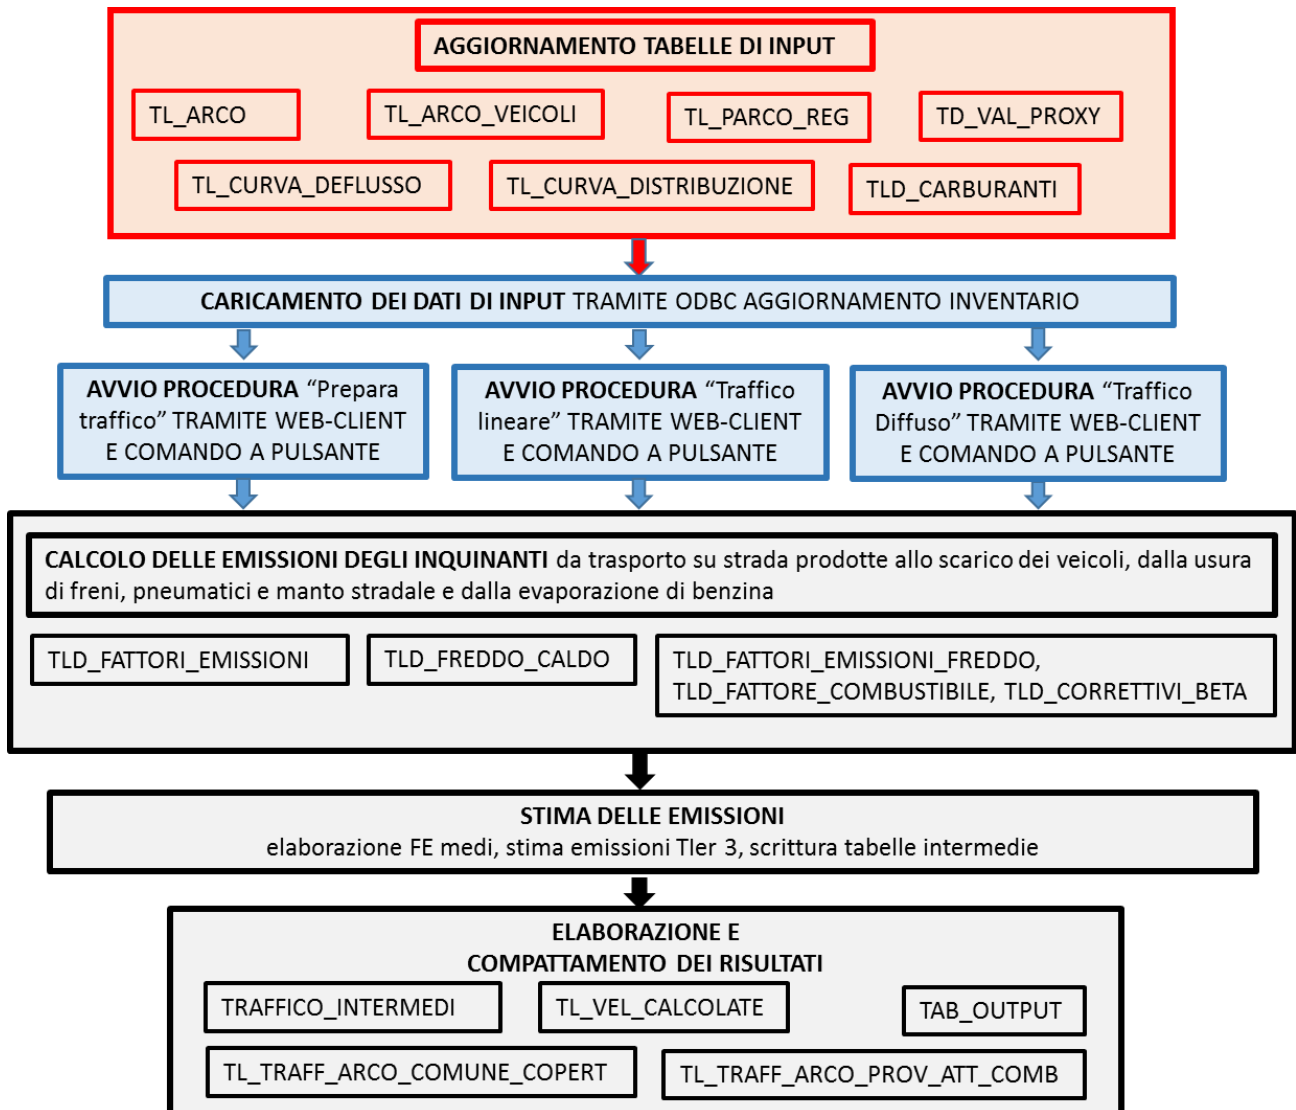 AGGIORNAMENTO TABELLE DI INPUT
TL_ARCO
TL_ARCO_VEICOLI
TL_PARCO_REG
TD_VAL_PROXY
TL_CURVA_DEFLUSSO
TL_CURVA_DISTRIBUZIONE
TLD_CARBURANTI
CARICAMENTO DEI DATI DI INPUT TRAMITE ODBC AGGIORNAMENTO INVENTARIO
AVVIO PROCEDURA “Prepara
traffico” TRAMITE WEB-CLIENT
E COMANDO A PULSANTE
AVVIO PROCEDURA “Traffico
lineare” TRAMITE WEB-CLIENT
E COMANDO A PULSANTE
AVVIO PROCEDURA “Traffico
Diffuso” TRAMITE WEB-CLIENT
E COMANDO A PULSANTE
CALCOLO DELLE EMISSIONI DEGLI INQUINANTI da trasporto su strada prodotte allo scarico dei veicoli, dalla usura
di freni, pneumatici e manto stradale e dalla evaporazione di benzina
TLD_FATTORI_EMISSIONI
TLD_FREDDO_CALDO
TLD_FATTORI_EMISSIONI_FREDDO,
TLD_FATTORE_COMBUSTIBILE, TLD_CORRETTIVI_BETA
STIMA DELLE EMISSIONI
elaborazione FE medi, stima emissioni TIer 3, scrittura tabelle intermedie
ELABORAZIONE E
COMPATTAMENTO DEI RISULTATI
TRAFFICO_INTERMEDI
TL_VEL_CALCOLATE
TAB_OUTPUT
TL_TRAFF_ARCO_COMUNE_COPERT
TL_TRAFF_ARCO_PROV_ATT_COMB